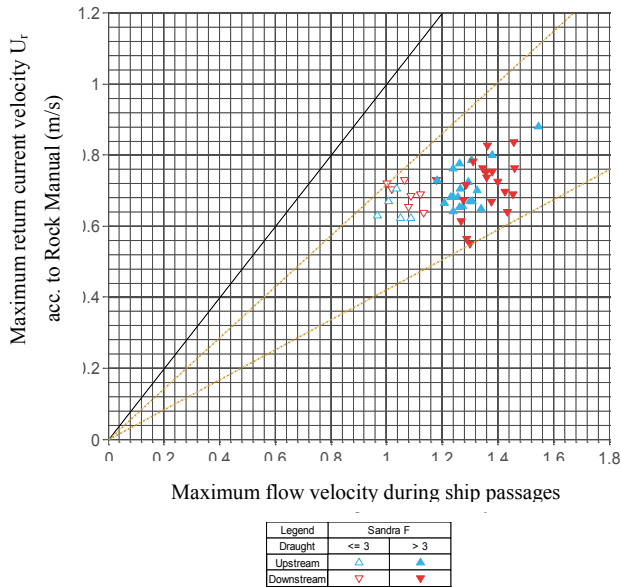 Maximum return current velocity Ur
acc. to Rock Manual (m/s)
1.2
1
.8
.6
.4
.2
0
0 0.2 0.4 0.6 0.8 1.0 1.2 1.4 1.6 1.8
Maximum flow velocity during ship passages
Legend Sandra F
Draught <= 3 > 3
Upstream
Downstream